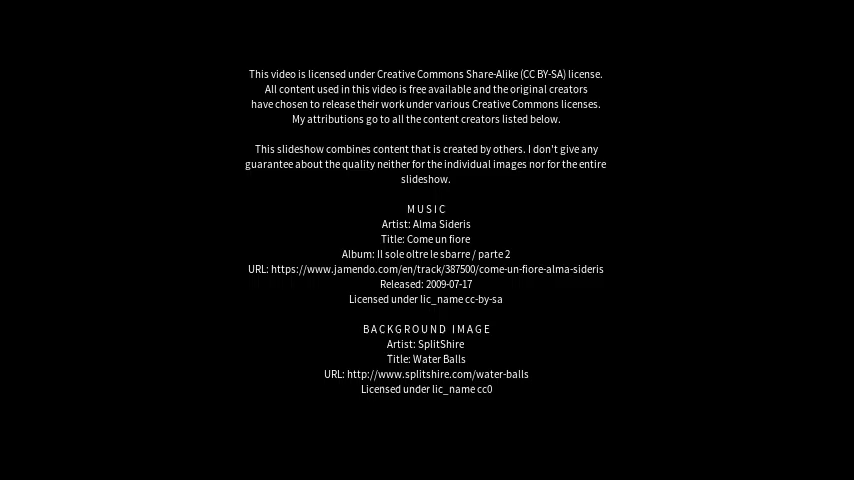 This video is licensed under Creative Commons Share-Alike (CC BY-SA) license.
All content used in this video is free available and the original creators
have chosen to release their work under various Creative Commons licenses.
My attributions go to all the content creators listed below.
This slideshow combines content that is created by others. I don't give any
guarantee about the quality neither for the individual images nor for the entire
slideshow.
MUSIC
Artist: Alma Sideris
Title: Come un fiore
Album: Il sole oltre le sbarre / parte 2
URL: https://www.jamendo.com/en/track/387500/come-un-fiore-alma-sideris
Released: 2009-07-17
Licensed under lic_name cc-by-sa
BACKGROUND IMAGE
Artist: SplitShire
Title: Water Balls
URL: http://www.splitshire.com/water-balls
Licensed under lic_name cc0